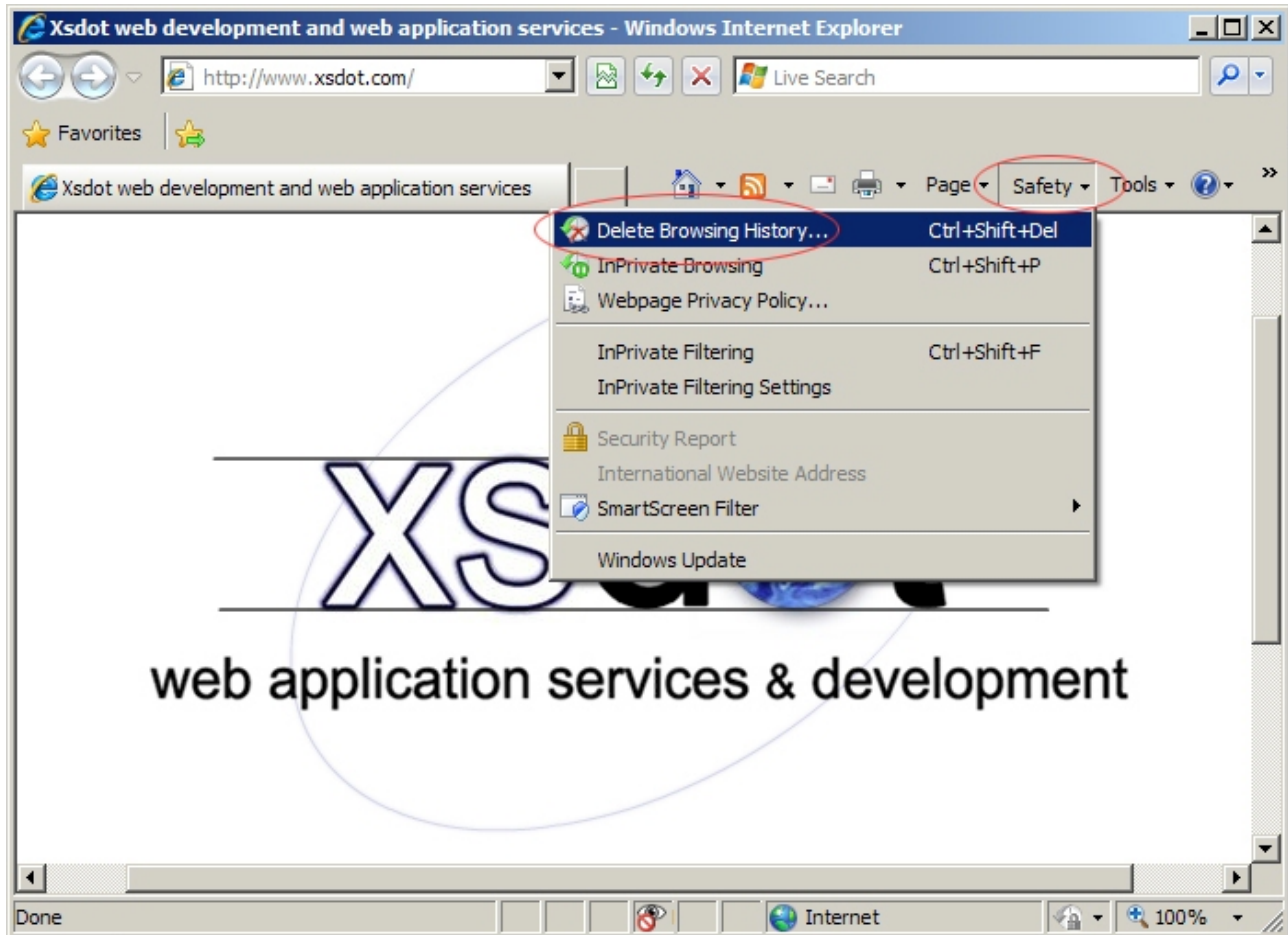 Xsdot web development and web application services - Windows Internet Explorer
http://www.xsdot.com/
Live Search
Favorites
Xsdot web development and web application services
Page
Safety
Tools
»
Delete Browsing History... Ctrl+Shift+Del
InPrivate Browsing Ctrl+Shift+P
Webpage Privacy Policy...
InPrivate Filtering Ctrl+Shift+F
InPrivate Filtering Settings
Security Report
International Website Address
SmartScreen Filter
Windows Update
XSdot
web application services & development
Done
Internet
100%